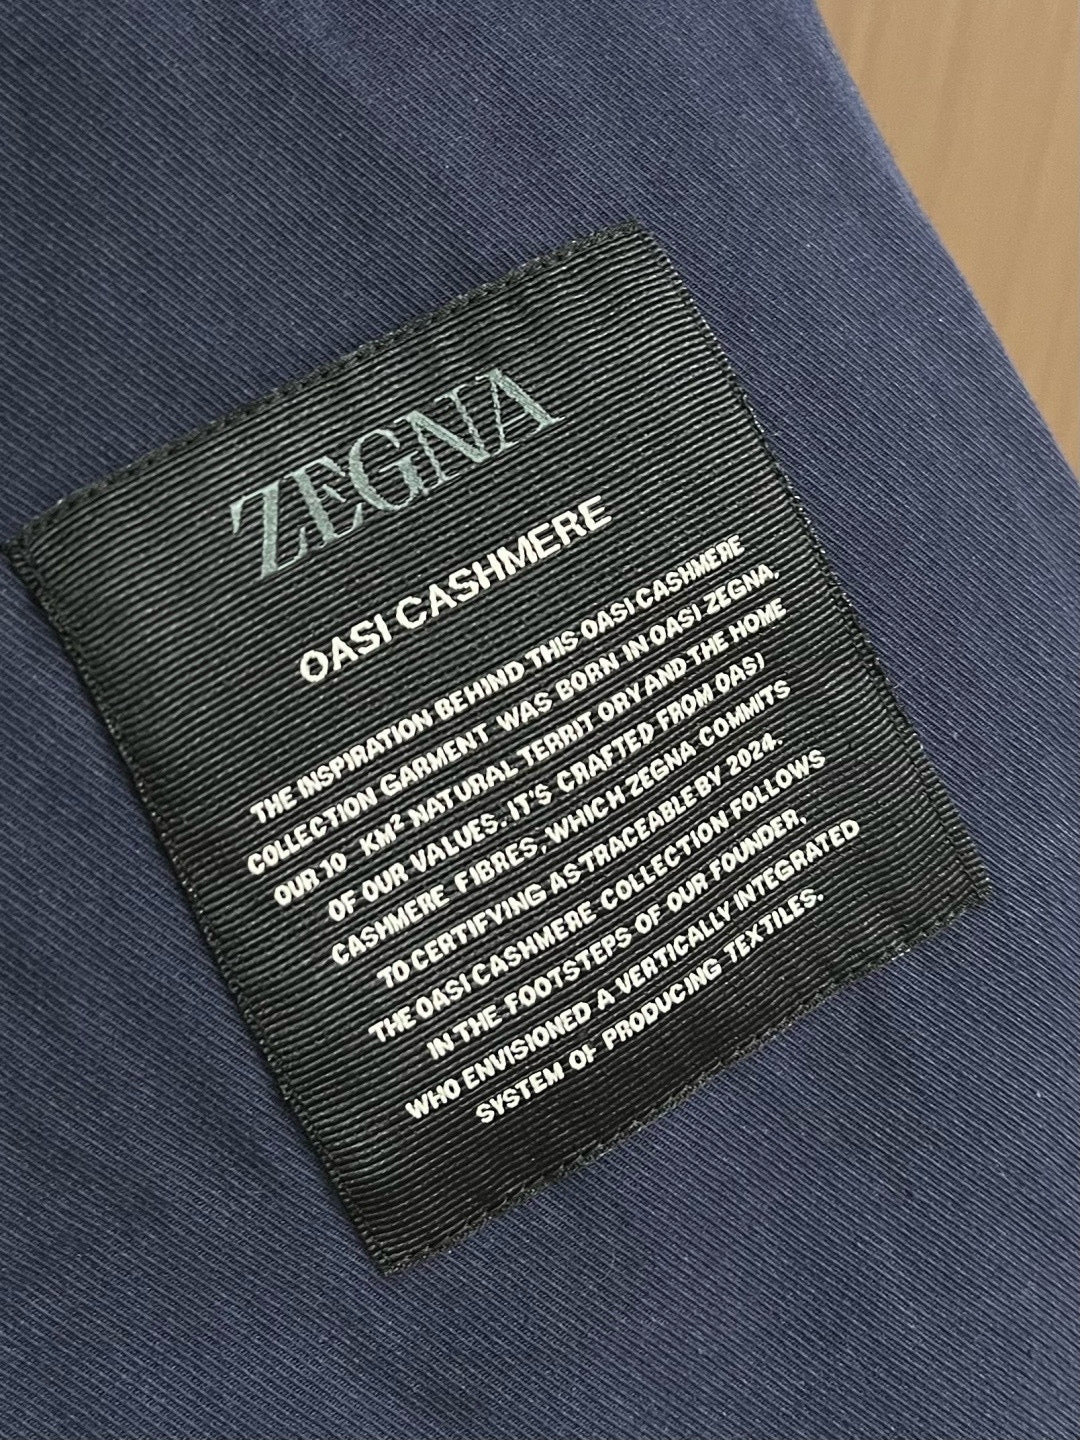 ZEGNA
OASI CASHMERE
THE INSPIRATION BEHIND THIS OASI CASHMERE
COLLECTION GARMENT WAS BORN IN OASI ZEGNA,
OUR 10 KM² NATURAL TERRIT ORY AND THE HOME
OF OUR VALUES. IT'S CRAFTED FROM OASI
CASHMERE FIBRES, WHICH ZEGNA COMMITS
TO CERTIFYING AS TRACEABLE BY 2024.
THE OASI CASHMERE COLLECTION FOLLOWS
IN THE FOOTSTEPS OF OUR FOUNDER,
WHO ENVISIONED A VERTICALLY INTEGRATED
SYSTEM OF PRODUCING TEXTILES.